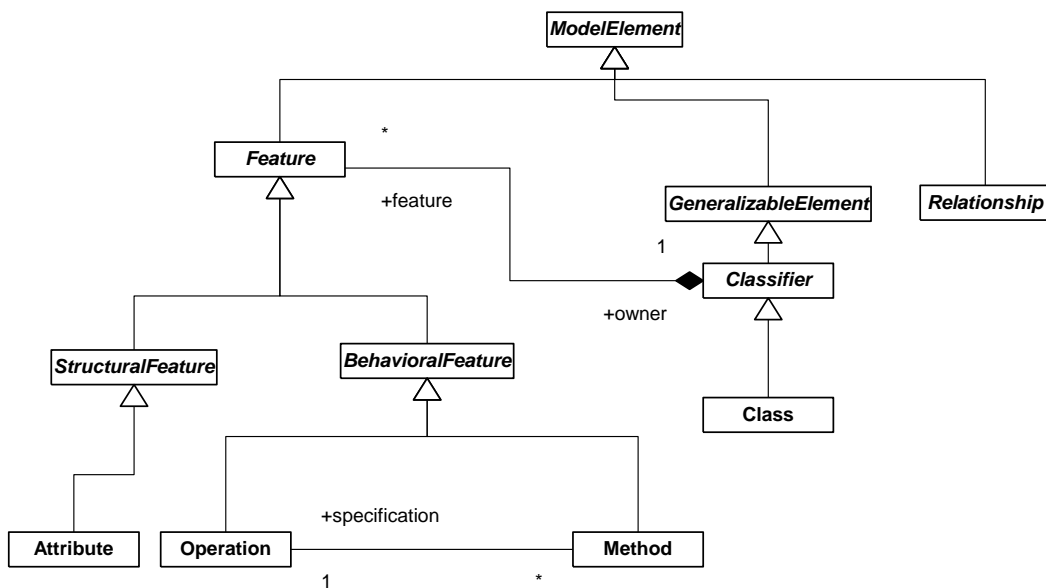 ModelElement
*
Feature
+feature
GeneralizableElement
Relationship
1
Classifier
+owner
StructuralFeature
BehavioralFeature
Class
+specification
Attribute
Operation
Method
1
*